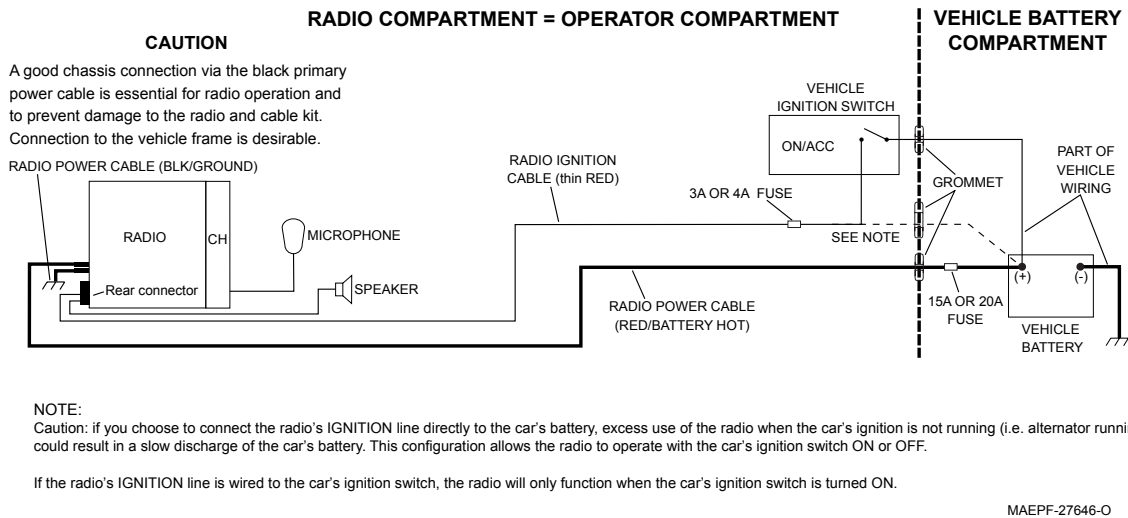 RADIO COMPARTMENT = OPERATOR COMPARTMENT
VEHICLE BATTERY
COMPARTMENT
CAUTION
A good chassis connection via the black primary
power cable is essential for radio operation and
to prevent damage to the radio and cable kit.
Connection to the vehicle frame is desirable.
RADIO POWER CABLE (BLK/GROUND)
RADIO
CH
Rear connector
MICROPHONE
SPEAKER
RADIO IGNITION
CABLE (thin RED)
3A OR 4A FUSE
VEHICLE
IGNITION SWITCH
ON/ACC
SEE NOTE
GROMMET
PART OF
VEHICLE
WIRING
RADIO POWER CABLE
(RED/BATTERY HOT)
15A OR 20A
FUSE
(+)
(-)
VEHICLE
BATTERY
NOTE:
Caution: if you choose to connect the radio's IGNITION line directly to the car's battery, excess use of the radio when the car's ignition is not running (i.e. alternator
could result in a slow discharge of the car's battery. This configuration allows the radio to operate with the car's ignition switch ON or OFF.
If the radio's IGNITION line is wired to the car's ignition switch, the radio will only function when the car's ignition switch is turned ON.
MAEPF-27646-O